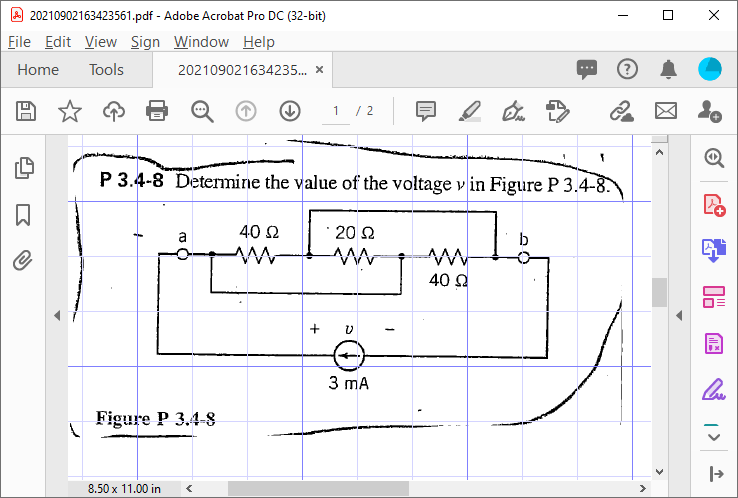 20210902163423561.pdf - Adobe Acrobat Pro DC (32-bit)
File Edit View Sign Window Help
Home Tools 202109021634235... ×
1 / 2
P 3.4-8 Determine the value of the voltage v in Figure P 3.4-8.
a 40 Ω 20 Ω b
40 Ω
+ v −
3 mA
Figure P 3.4-8
8.50 x 11.00 in